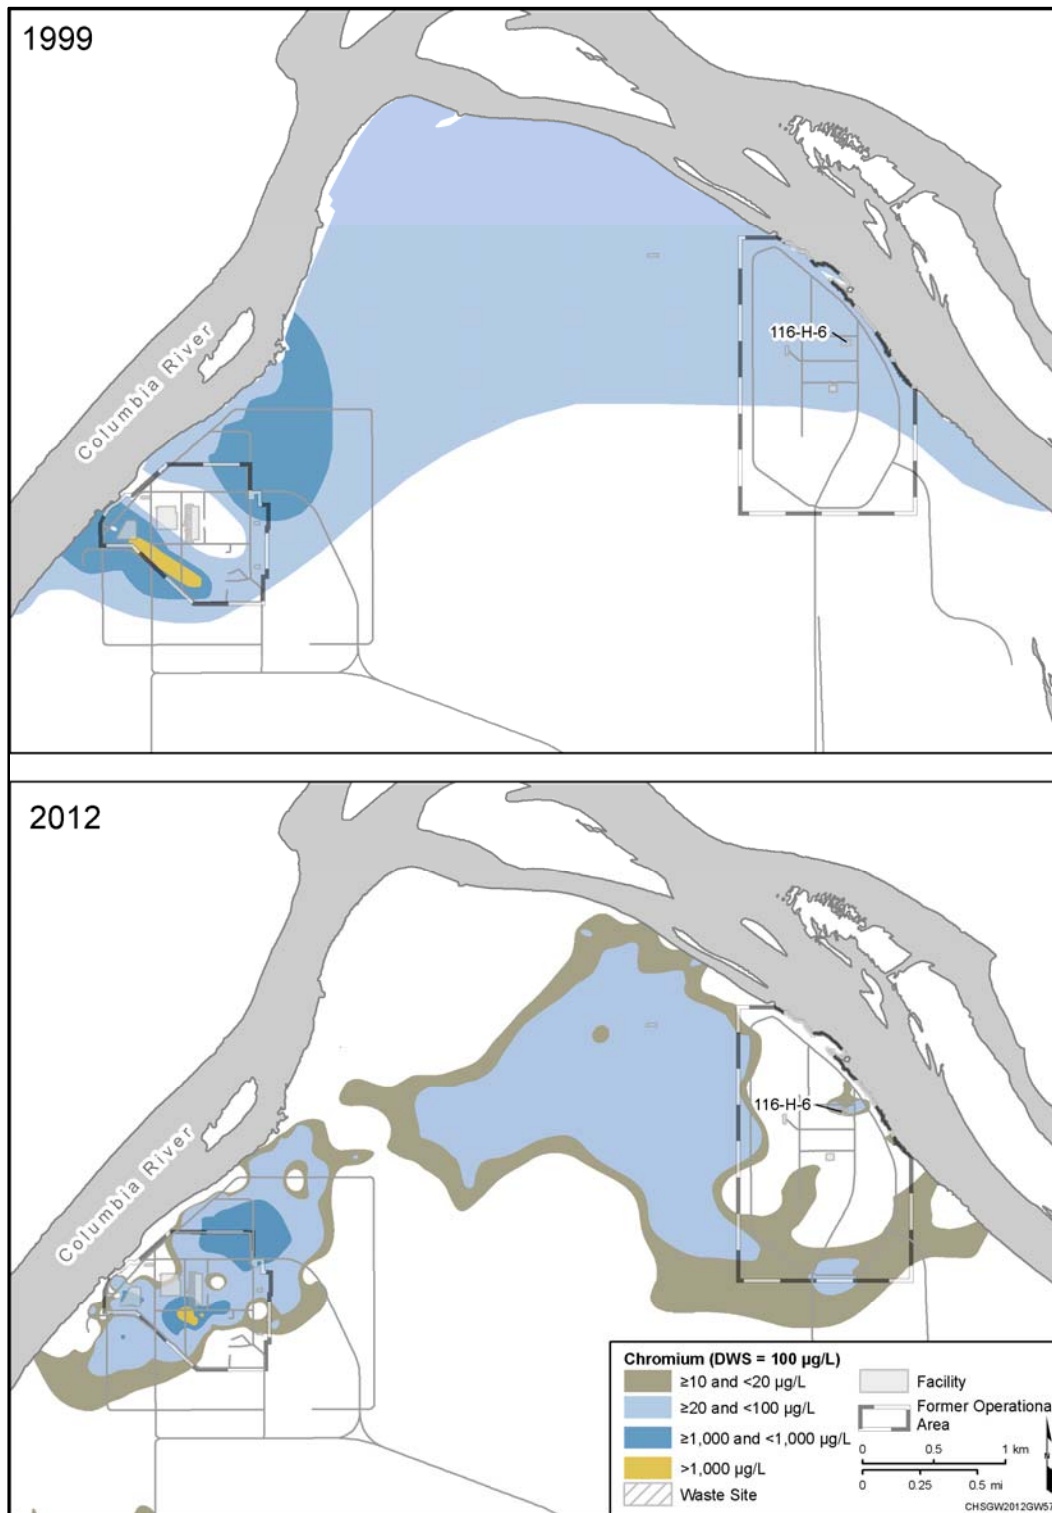 1999
Columbia River
116-H-6
2012
Columbia River
116-H-6
Chromium (DWS = 100 µg/L)
≥10 and <20 µg/L
≥20 and <100 µg/L
≥1,000 and <1,000 µg/L
>1,000 µg/L
Waste Site
Facility
Former Operationa
Area
0 0.5 1 km
0 0.25 0.5 mi
CHSGW2012GW57